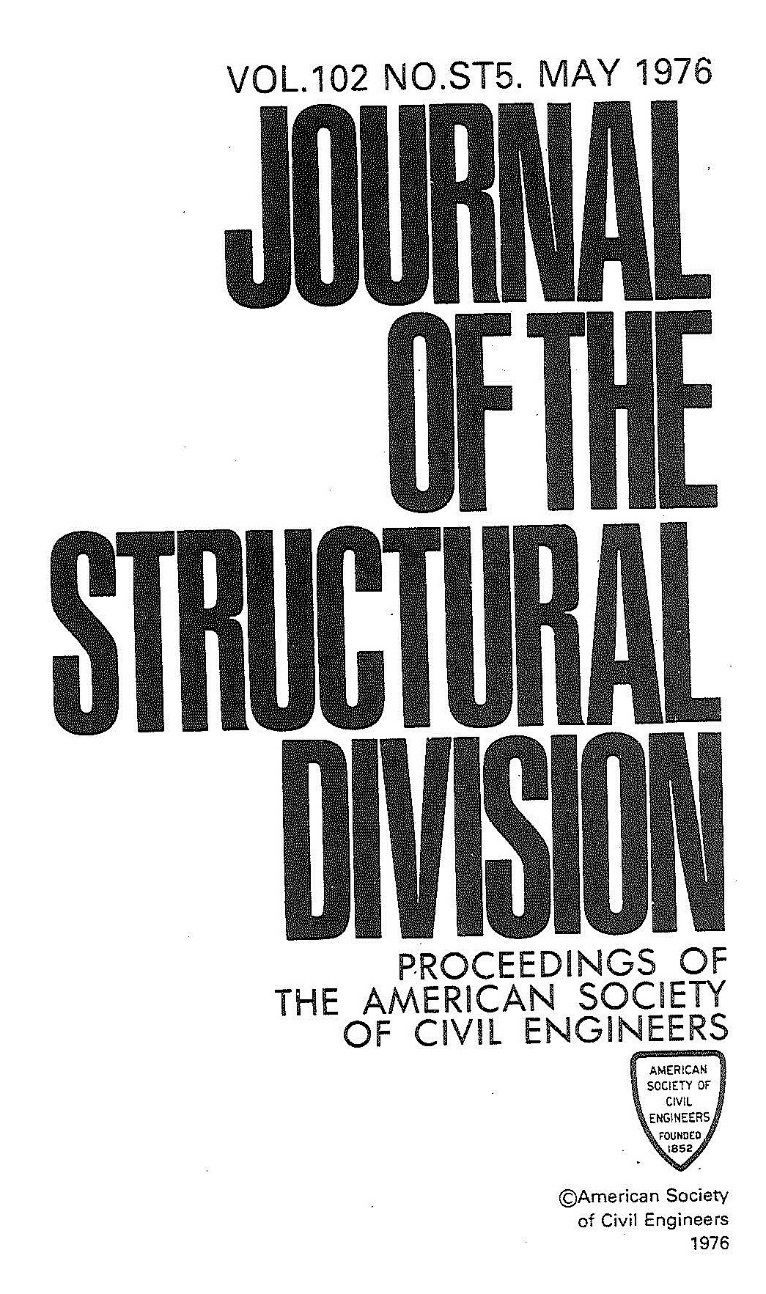 VOL.102 NO.ST5. MAY 1976
JOURNAL
OF THE
STRUCTURAL
DIVISION
PROCEEDINGS OF
THE AMERICAN SOCIETY
OF CIVIL ENGINEERS
AMERICAN
SOCIETY OF
CIVIL
ENGINEERS
FOUNDED
1852
©American Society
of Civil Engineers
1976